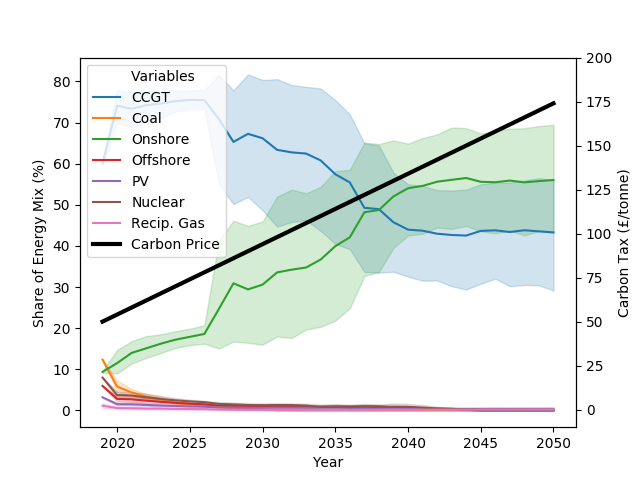 200
80
Variables
CCGT
175
70
Coal
Onshore
150
60
Offshore
PV
125
50
Nuclear
Recip. Gas
100
40
Carbon Price
75
30
50
20
25
10
0
0
Share of Energy Mix (%)
Carbon Tax (£/tonne)
2020 2025 2030 2035 2040 2045 2050
Year